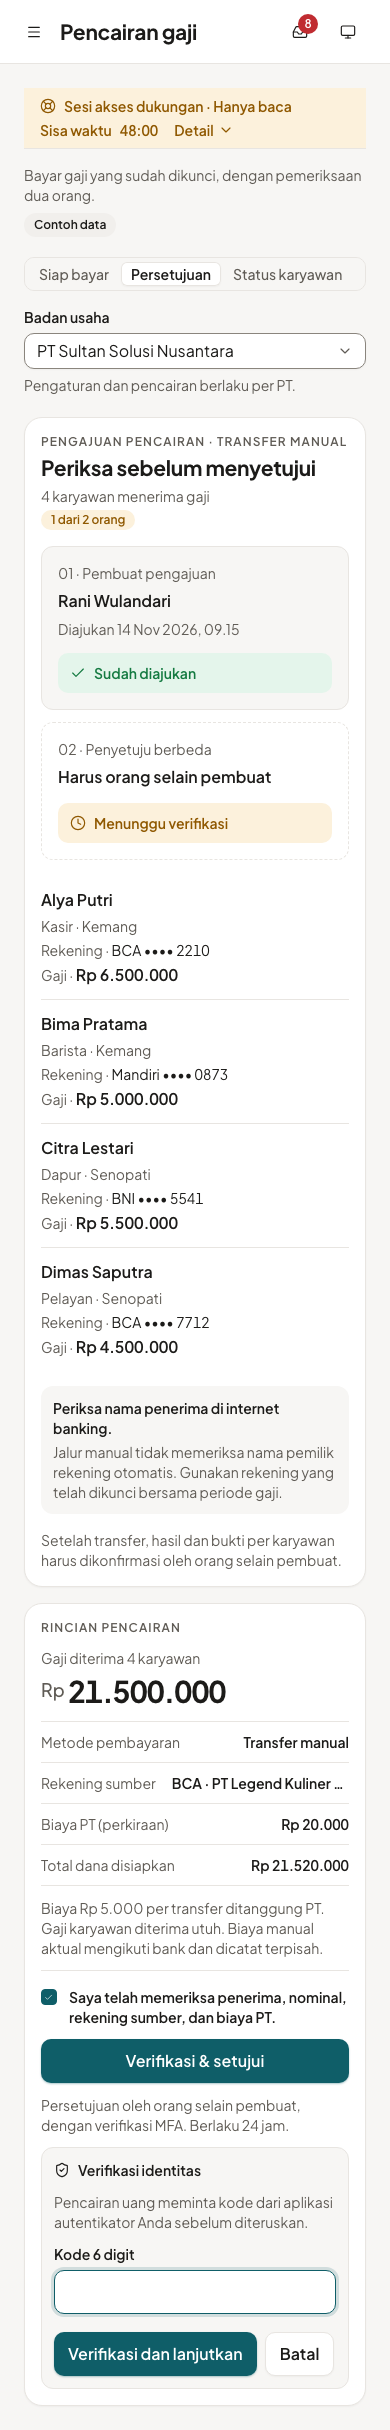 Pencairan gaji
8
Sesi akses dukungan · Hanya baca
Sisa waktu 48:00 Detail
Bayar gaji yang sudah dikunci, dengan pemeriksaan
dua orang.
Contoh data
Siap bayar Persetujuan Status karyawan
Badan usaha
PT Sultan Solusi Nusantara
Pengaturan dan pencairan berlaku per PT.
PENGAJUAN PENCAIRAN · TRANSFER MANUAL
Periksa sebelum menyetujui
4 karyawan menerima gaji
1 dari 2 orang
01 · Pembuat pengajuan
Rani Wulandari
Diajukan 14 Nov 2026, 09.15
Sudah diajukan
02 · Penyetuju berbeda
Harus orang selain pembuat
Menunggu verifikasi
Alya Putri
Kasir · Kemang
Rekening · BCA •••• 2210
Gaji · Rp 6.500.000
Bima Pratama
Barista · Kemang
Rekening · Mandiri •••• 0873
Gaji · Rp 5.000.000
Citra Lestari
Dapur · Senopati
Rekening · BNI •••• 5541
Gaji · Rp 5.500.000
Dimas Saputra
Pelayan · Senopati
Rekening · BCA •••• 7712
Gaji · Rp 4.500.000
Periksa nama penerima di internet
banking.
Jalur manual tidak memeriksa nama pemilik
rekening otomatis. Gunakan rekening yang
telah dikunci bersama periode gaji.
Setelah transfer, hasil dan bukti per karyawan
harus dikonfirmasi oleh orang selain pembuat.
RINCIAN PENCAIRAN
Gaji diterima 4 karyawan
Rp 21.500.000
Metode pembayaran Transfer manual
Rekening sumber BCA · PT Legend Kuliner ...
Biaya PT (perkiraan) Rp 20.000
Total dana disiapkan Rp 21.520.000
Biaya Rp 5.000 per transfer ditanggung PT.
Gaji karyawan diterima utuh. Biaya manual
aktual mengikuti bank dan dicatat terpisah.
Saya telah memeriksa penerima, nominal,
rekening sumber, dan biaya PT.
Verifikasi & setujui
Persetujuan oleh orang selain pembuat,
dengan verifikasi MFA. Berlaku 24 jam.
Verifikasi identitas
Pencairan uang meminta kode dari aplikasi
autentikator Anda sebelum diteruskan.
Kode 6 digit
Verifikasi dan lanjutkan Batal